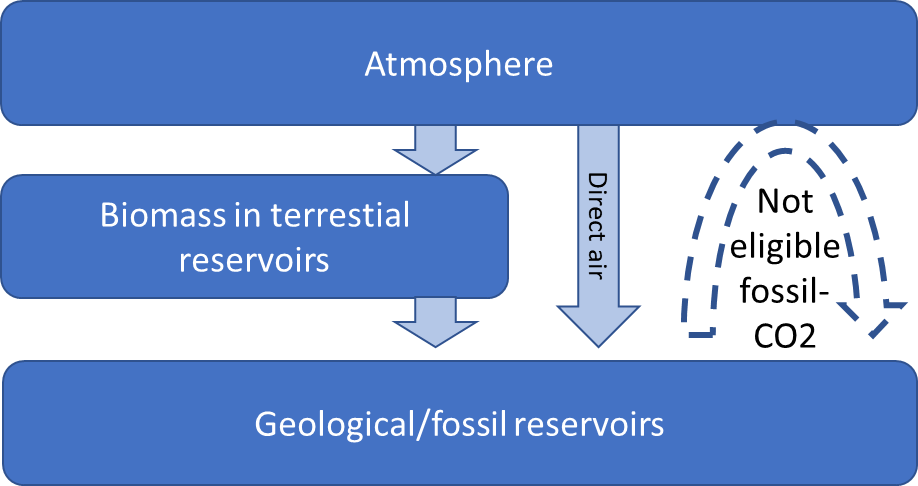 Atmosphere
Biomass in terrestial
reservoirs
Direct air
Not
eligible
fossil-
CO2
Geological/fossil reservoirs